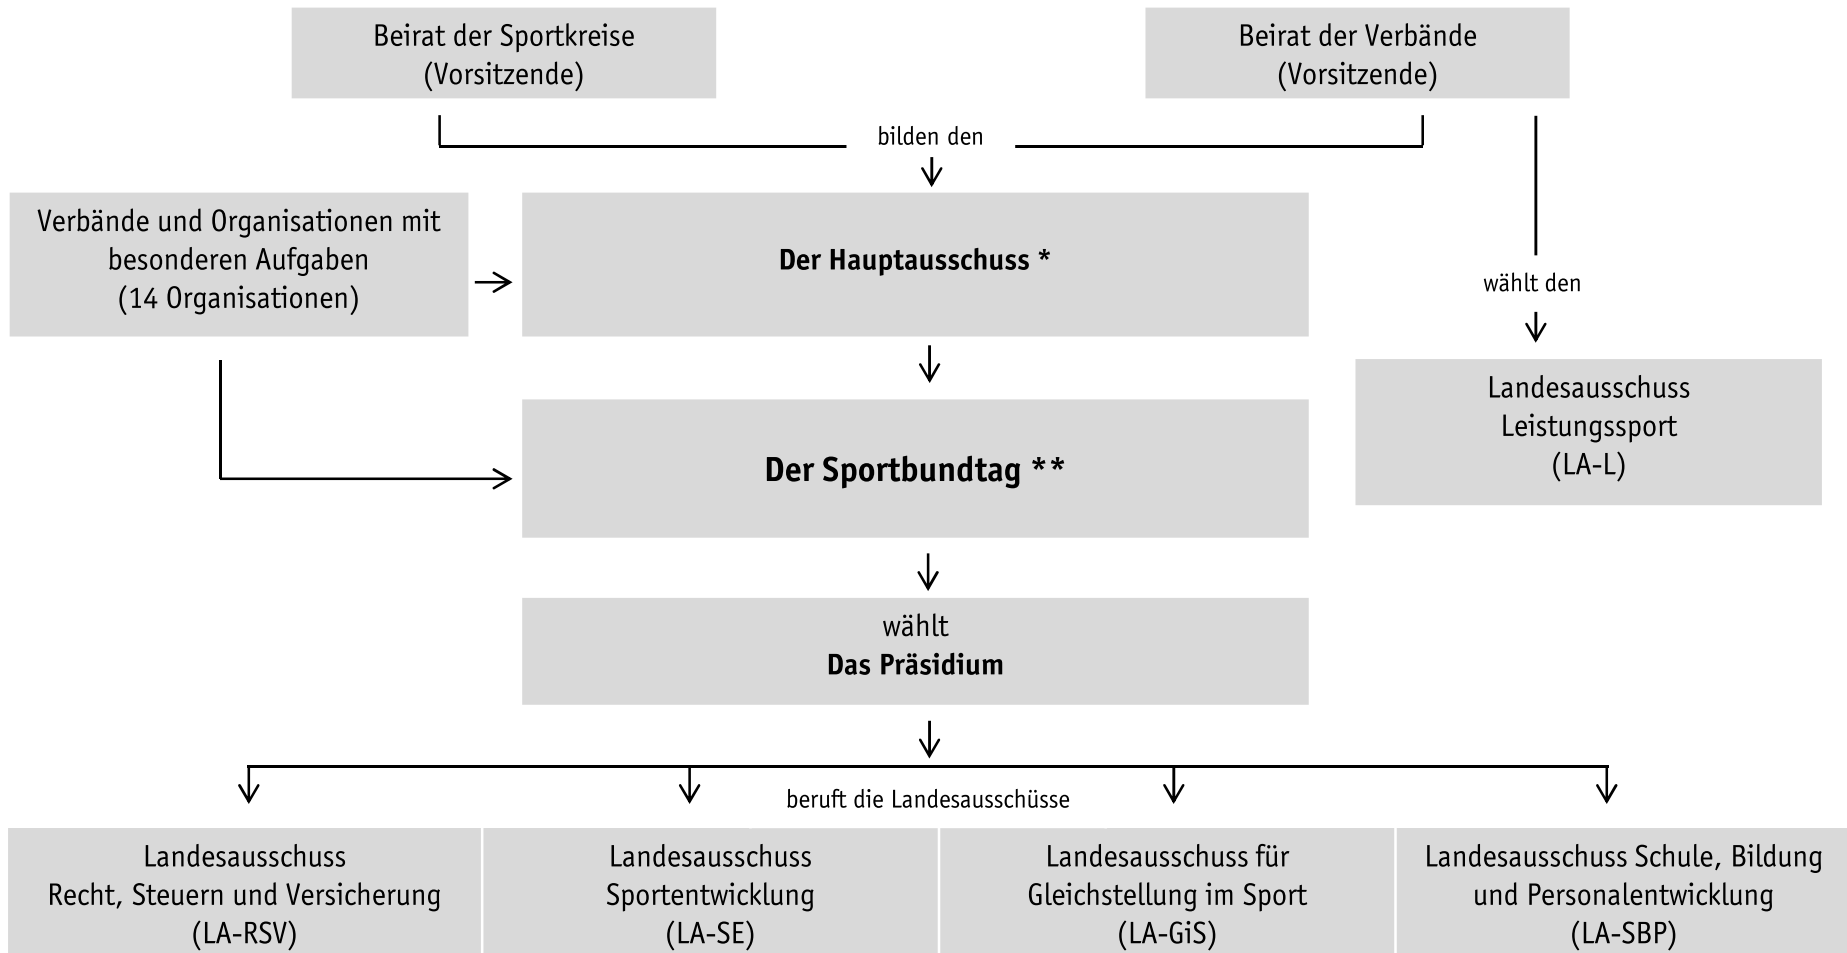 Beirat der Sportkreise
(Vorsitzende)
Beirat der Verbände
(Vorsitzende)
bilden den
Verbände und Organisationen mit
besonderen Aufgaben
(14 Organisationen)
Der Hauptausschuss *
wählt den
Landesausschuss
Leistungssport
(LA-L)
Der Sportbundtag **
wählt
Das Präsidium
beruft die Landesausschüsse
Landesausschuss
Recht, Steuern und Versicherung
(LA-RSV)
Landesausschuss
Sportentwicklung
(LA-SE)
Landesausschuss für
Gleichstellung im Sport
(LA-GiS)
Landesausschuss Schule, Bildung
und Personalentwicklung
(LA-SBP)